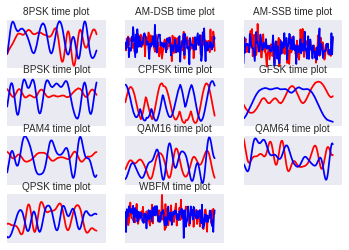 8PSK time plot AM-DSB time plot AM-SSB time plot
BPSK time plot CPFSK time plot GFSK time plot
PAM4 time plot QAM16 time plot QAM64 time plot
QPSK time plot WBFM time plot